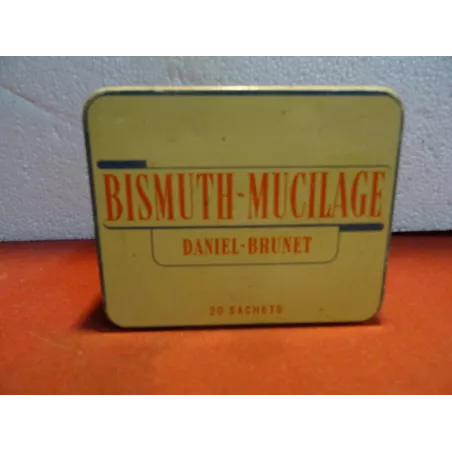 BISMUTH-MUCILAGE
DANIEL-BRUNET
20 SACHETS